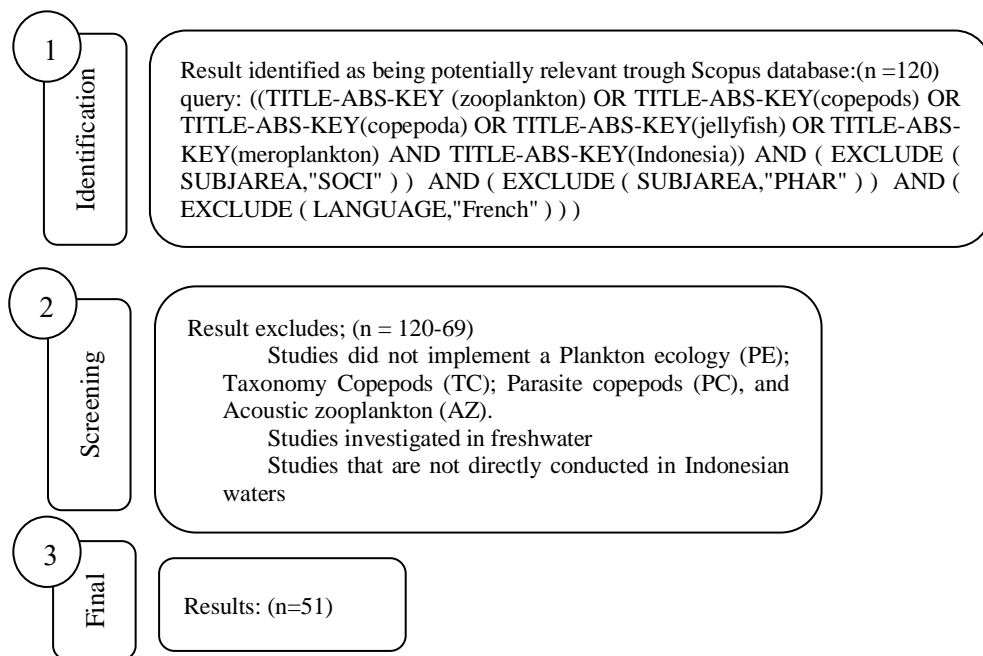 1
Identification
Result identified as being potentially relevant trough Scopus database:(n =120)
query: ((TITLE-ABS-KEY (zooplankton) OR TITLE-ABS-KEY(copepods) OR
TITLE-ABS-KEY(copepoda) OR TITLE-ABS-KEY(jellyfish) OR TITLE-ABS-
KEY(meroplankton) AND TITLE-ABS-KEY(Indonesia)) AND ( EXCLUDE (
SUBJAREA,"SOCI" ) ) AND ( EXCLUDE ( SUBJAREA,"PHAR" ) ) AND (
EXCLUDE ( LANGUAGE,"French" ) ) )
2
Screening
Result excludes; (n = 120-69)
Studies did not implement a Plankton ecology (PE);
Taxonomy Copepods (TC); Parasite copepods (PC), and
Acoustic zooplankton (AZ).
Studies investigated in freshwater
Studies that are not directly conducted in Indonesian
waters
3
Final
Results: (n=51)